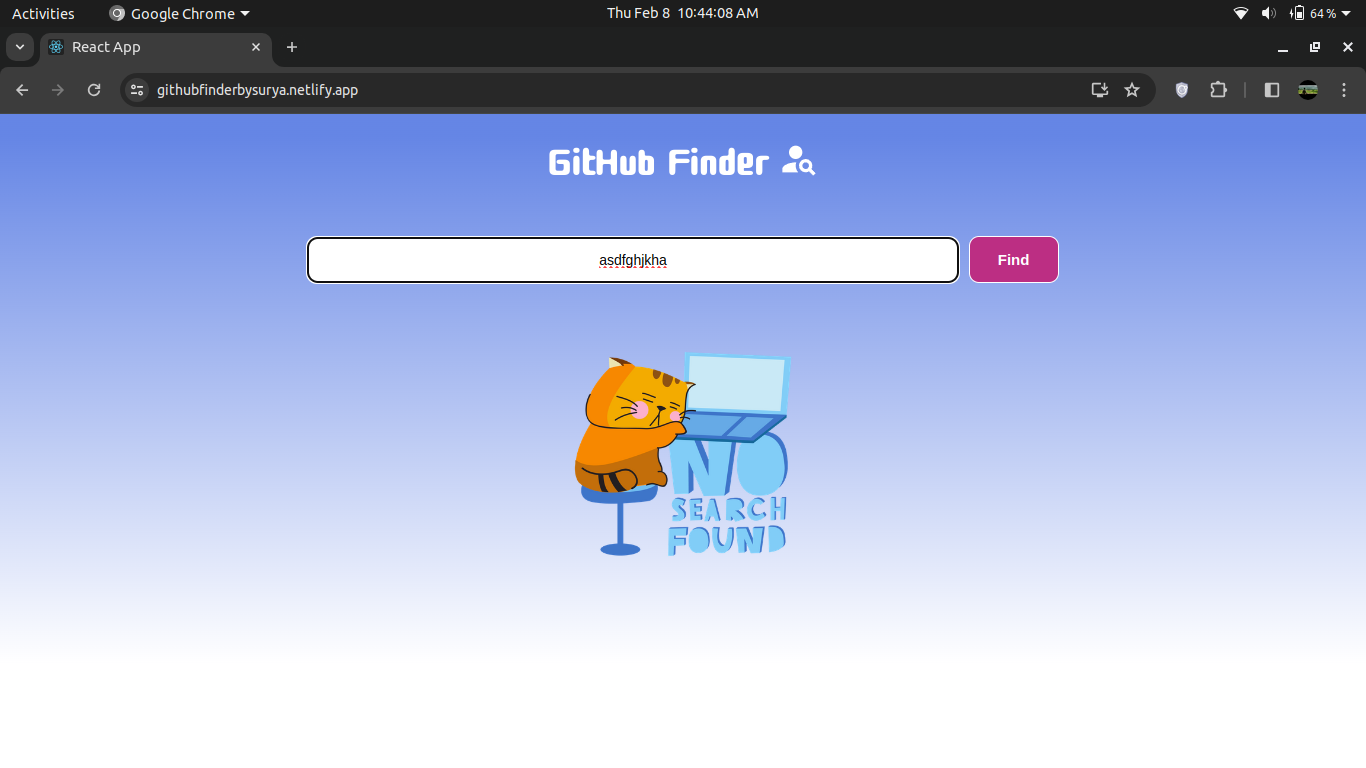 Activities Google Chrome Thu Feb 8 10:44:08 AM 64 %
React App
githubfinderbysurya.netlify.app
GitHub Finder
asdfghjkha Find
NO
SEARCH
FOUND